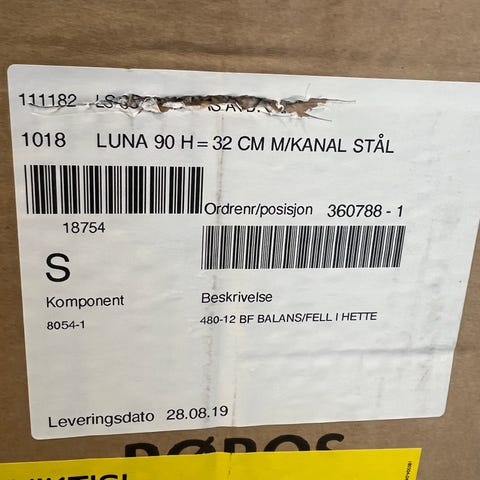 111182
1018 LUNA 90 H = 32 CM M/KANAL STÅL
18754
Ordrenr/posisjon 360788 - 1
S
Komponent Beskrivelse
8054-1 480-12 BF BALANS/FELL I HETTE
Leveringsdato 28.08.19
RØROS
VIKTIG!